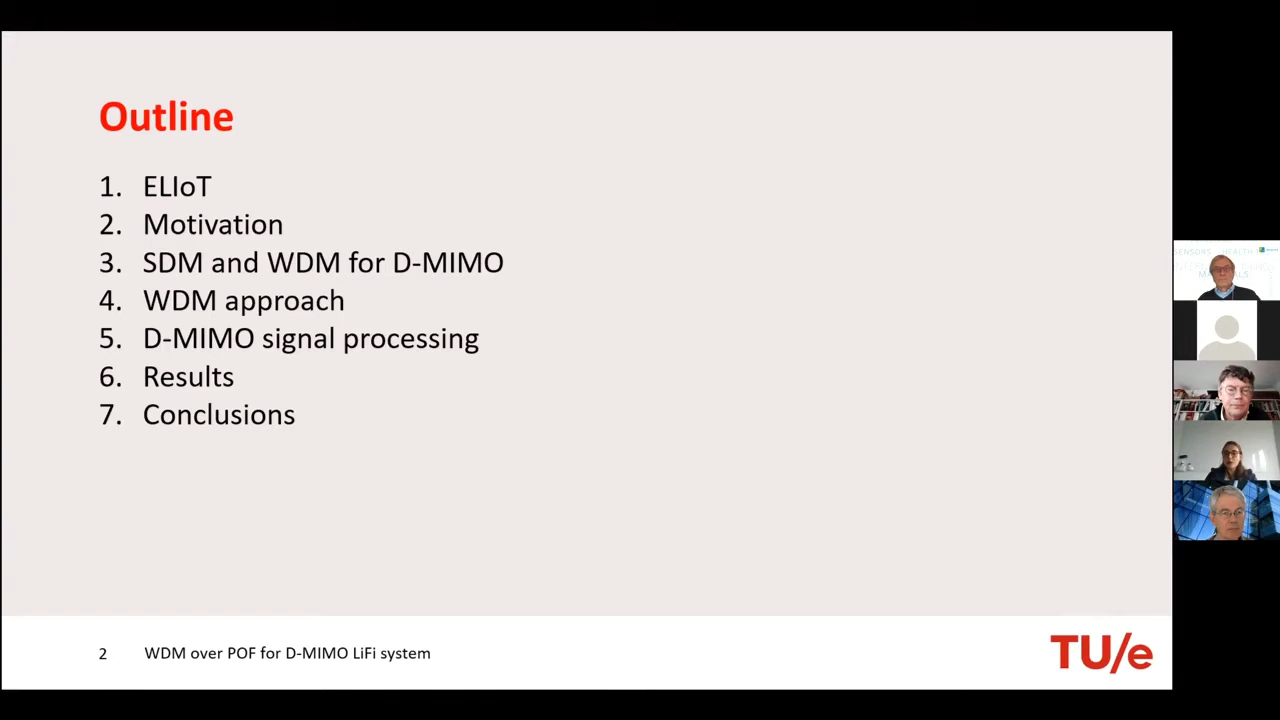 Outline
1. ELIoT
2. Motivation
3. SDM and WDM for D-MIMO
4. WDM approach
5. D-MIMO signal processing
6. Results
7. Conclusions
2 WDM over POF for D-MIMO LiFi system
TU/e